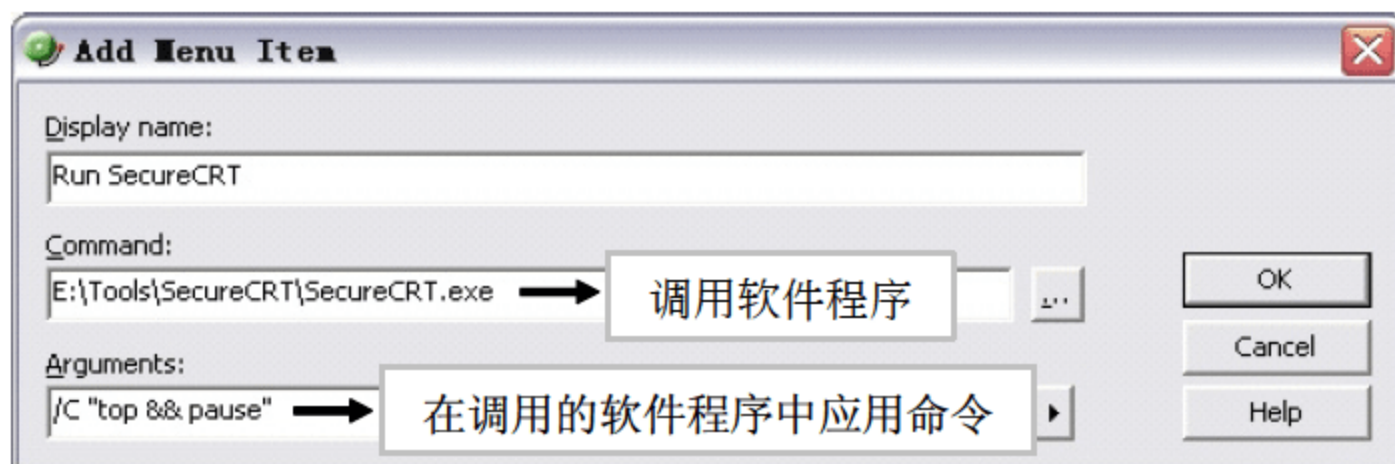 Add Menu Item
Display name:
Run SecureCRT
Command:
E:\Tools\SecureCRT\SecureCRT.exe
调用软件程序
...
OK
Cancel
Arguments:
/C "top && pause"
在调用的软件程序中应用命令
Help